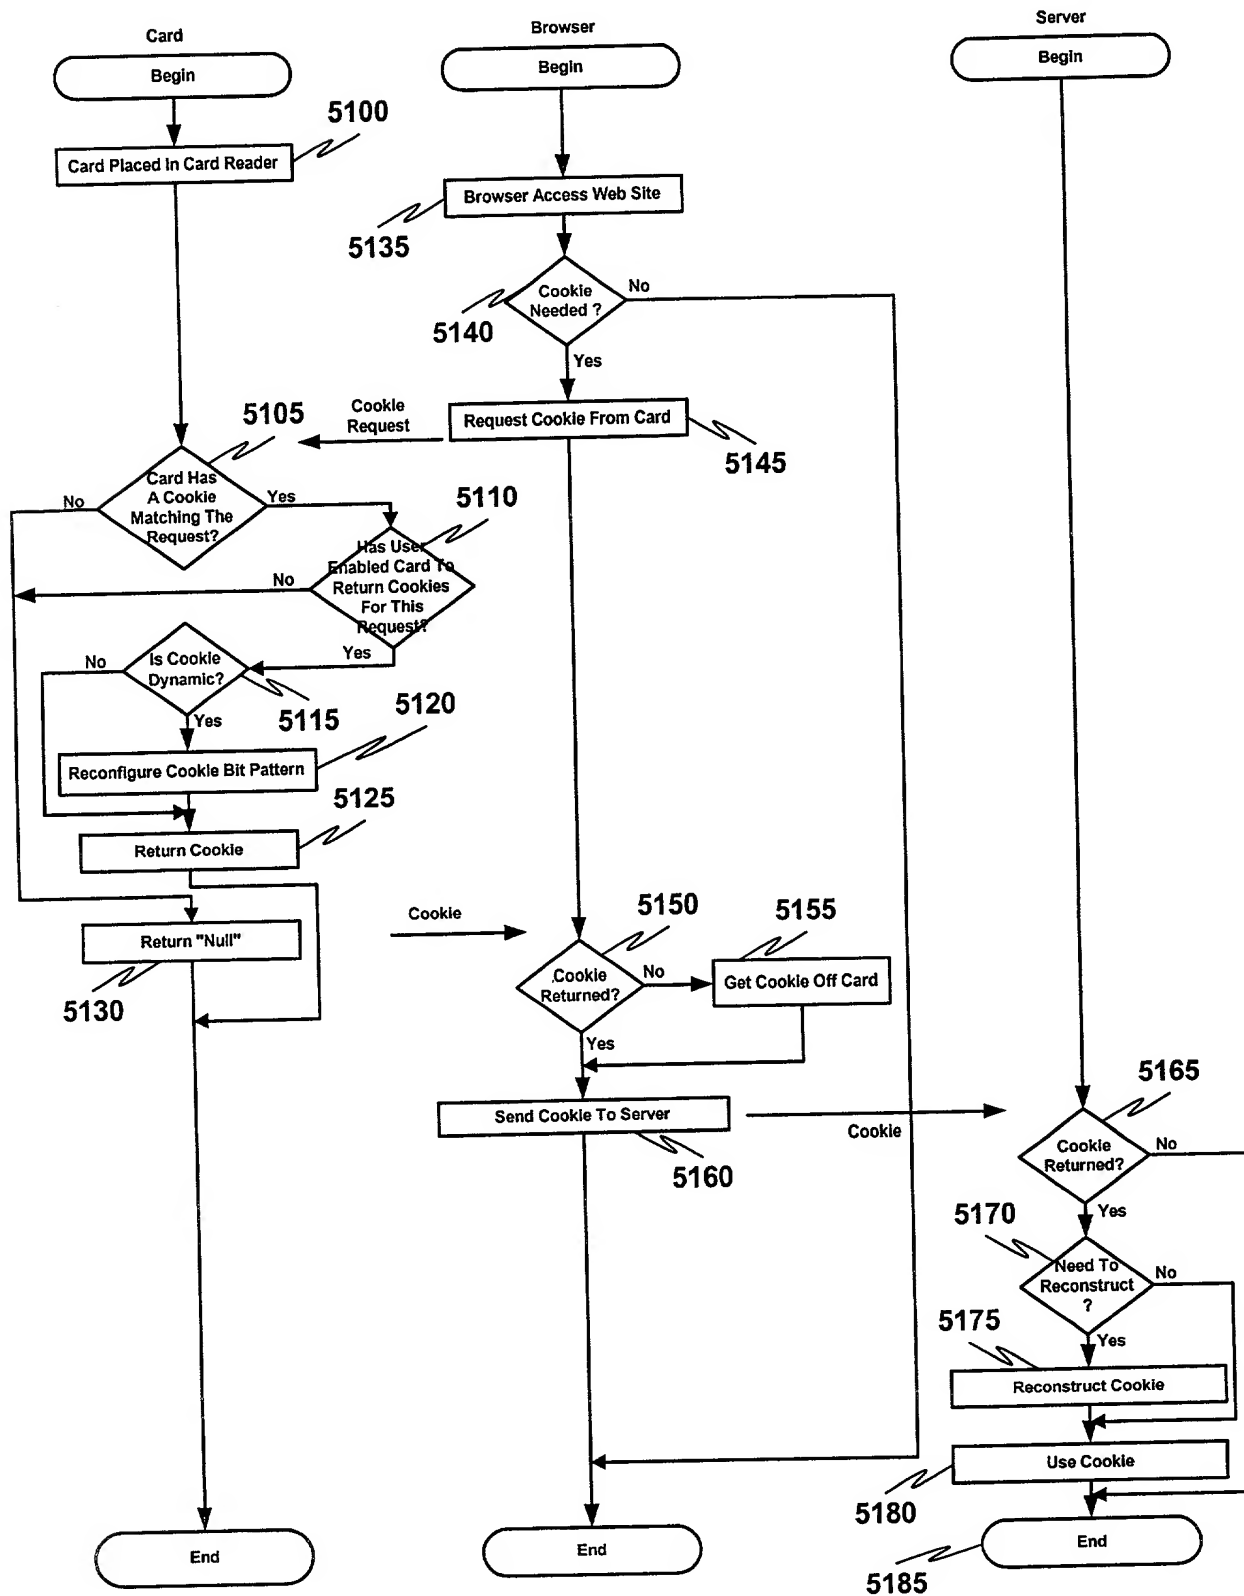 Card
Begin
5100
Card Placed In Card Reader
Browser
Begin
Browser Access Web Site
5135
Cookie
Needed ?
No
5140
Yes
Cookie
Request
Request Cookie From Card
5145
5105
Card Has
A Cookie
Matching The
Request?
No
Yes
5110
Has User
Enabled Card To
Return Cookies
For This
Request?
No
Yes
Is Cookie
Dynamic?
No
5115
Yes
5120
Reconfigure Cookie Bit Pattern
5125
Return Cookie
Return "Null"
5130
Cookie
5150
Cookie
Returned?
No
5155
Get Cookie Off Card
Yes
Send Cookie To Server
5160
Cookie
Server
Begin
5165
Cookie
Returned?
No
Yes
5170
Need To
Reconstruct
?
No
5175
Yes
Reconstruct Cookie
Use Cookie
5180
End
End
End
5185